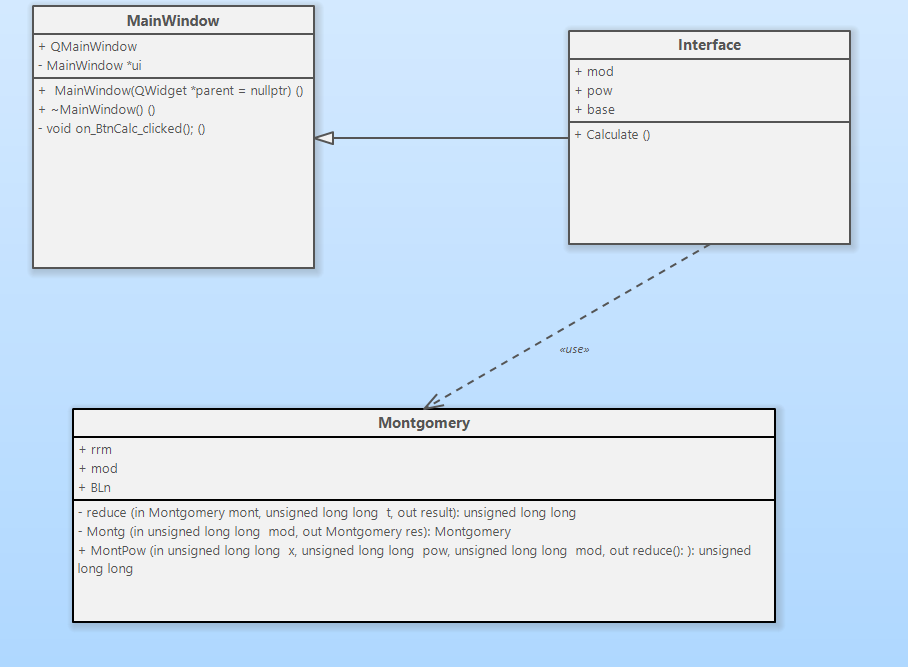 MainWindow
+ QMainWindow
- MainWindow *ui
+ MainWindow(QWidget *parent = nullptr) ()
+ ~MainWindow() ()
- void on_BtnCalc_clicked(); ()
Interface
+ mod
+ pow
+ base
+ Calculate ()
«use»
Montgomery
+ rrm
+ mod
+ BLn
- reduce (in Montgomery mont, unsigned long long t, out result): unsigned long long
- Montg (in unsigned long long mod, out Montgomery res): Montgomery
+ MontPow (in unsigned long long x, unsigned long long pow, unsigned long long mod, out reduce(): ): unsigned
long long